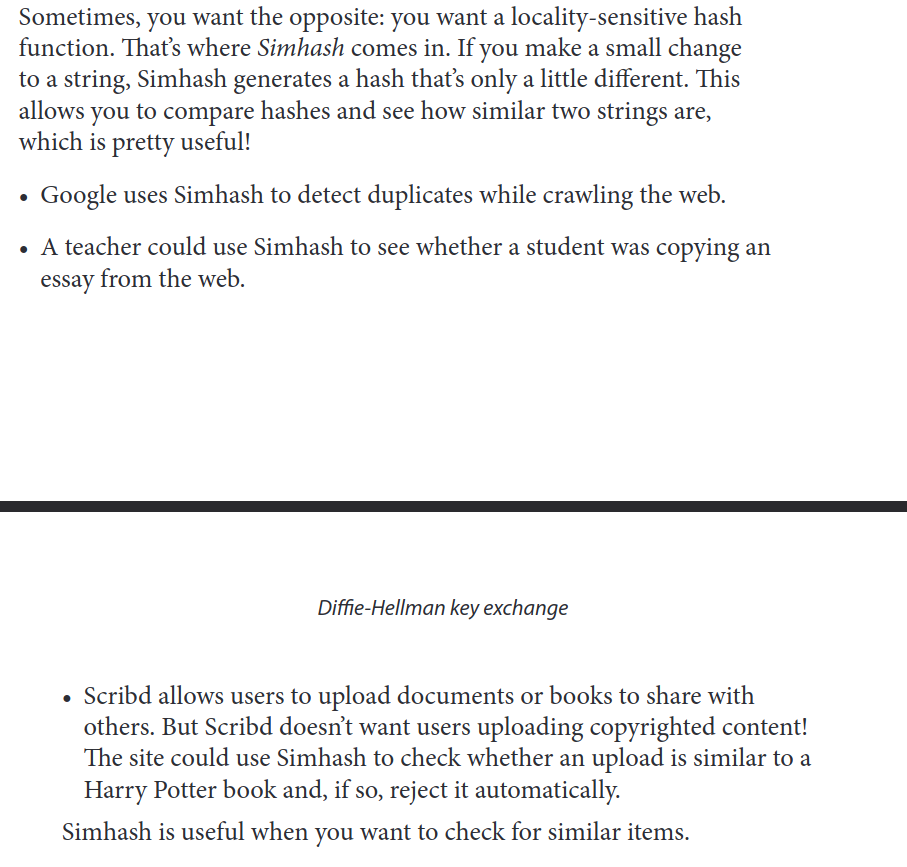 Sometimes, you want the opposite: you want a locality-sensitive hash
function. That’s where Simhash comes in. If you make a small change
to a string, Simhash generates a hash that’s only a little different. This
allows you to compare hashes and see how similar two strings are,
which is pretty useful!
• Google uses Simhash to detect duplicates while crawling the web.
• A teacher could use Simhash to see whether a student was copying an
essay from the web.
Diffie-Hellman key exchange
• Scribd allows users to upload documents or books to share with
others. But Scribd doesn’t want users uploading copyrighted content!
The site could use Simhash to check whether an upload is similar to a
Harry Potter book and, if so, reject it automatically.
Simhash is useful when you want to check for similar items.